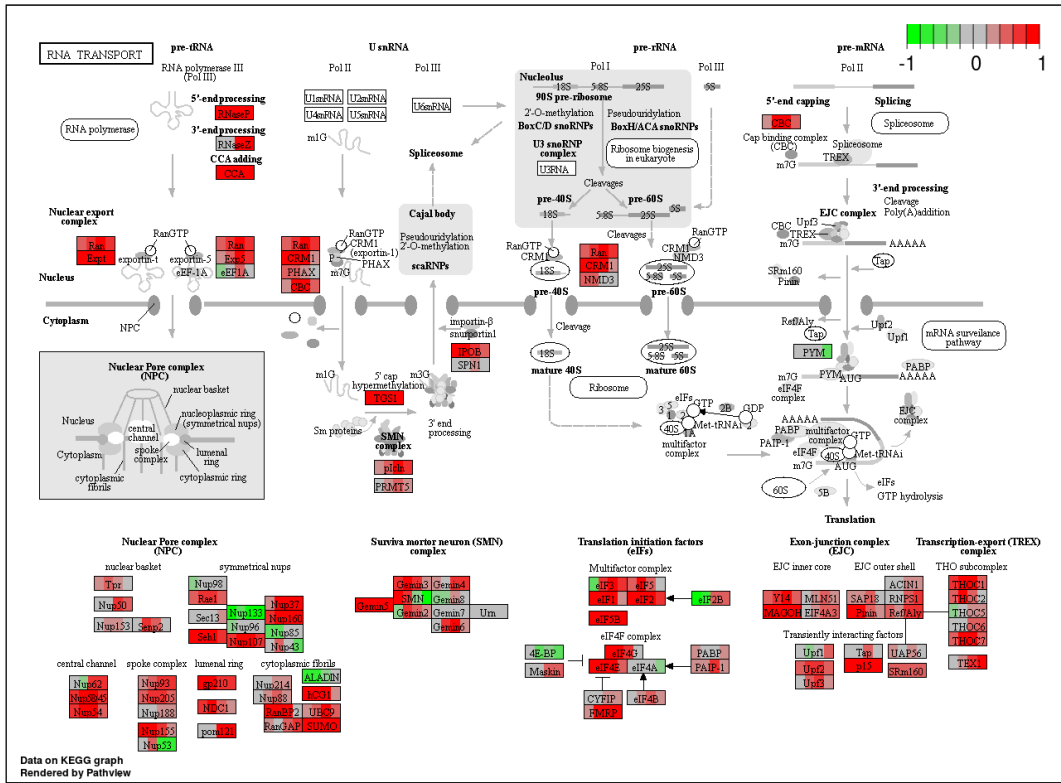 RNA TRANSPORT
pre-tRNA
RNA polymerase III
(Pol III)
5'-end processing
RNaseP
3'-end processing
RNaseZ
CCA adding
CCA
RNA polymerase
U snRNA
Pol II
Pol III
U1snRNA
U2snRNA
U4snRNA
U5snRNA
U6snRNA
m1G
Spliceosome
Cajal body
Pseudouridylation
2'-O-methylation
scaRNPs
pre-rRNA
Pol I
Pol III
Nucleolus
18S
5.8S
25S
5S
90S pre-ribosome
2'-O-methylation
Pseudouridylation
BoxC/D snoRNPs
BoxH/ACA snoRNPs
U3 snoRNP
complex
U3RNA
Ribosome biogenesis
in eukaryote
Cleavages
pre-40S
pre-60S
18S
5.8S
25S
5S
pre-mRNA
Pol II
-1
0
1
5'-end capping
Splicing
CBC
Cap binding complex
(CBC)
Spliceosome
Spliceosome
TREX
m7G
3'-end processing
Cleavage
Poly(A)addition
EJC complex
CBC
Upf3
TREX
m7G
AAAAA
Tap
SRm160
Pinin
Nuclear export
complex
Ran
Expt
RanGTP
exportin-t
RanGTP
exportin-5
eEF-1A
Ran
Exp5
eEF1A
Ran
CRM1
PHAX
CBC
RanGTP
CRM1
(exportin-1)
P
PHAX
m7G
RanGTP
CRM1
18S
Ran
CRM1
NMD3
RanGTP
CRM1
NMD3
25S
5.8S
5S
pre-40S
pre-60S
Nucleus
Cytoplasm
NPC
Nuclear Pore complex
(NPC)
nuclear basket
Nucleus
nucleoplasmic ring
(symmetrical nups)
central
channel
spoke
complex
lumenal
ring
Cytoplasm
cytoplasmic
fibrils
cytoplasmic ring
importin-β
snurportin1
IPOB
SPN1
m1G
5' cap
hypermethylation
TGS1
m3G
3' end
processing
Sm proteins
SMN
complex
pIcln
PRMT5
Cleavage
18S
mature 40S
25S
5.8S
5S
mature 60S
Ribosome
eIFs
GTP
2B
GDP
3
5
1
2
2
40S
1A
Met-tRNAi
multifactor
complex
Ref/Aly
Tap
Upf2
Upf1
mRNA surveilance
pathway
PYM
PYM
AUG
PABP
AAAAA
m7G
eIF4F
complex
EJC
complex
AAAAA
PABP
PAIP-1
multifactor
complex
GTP
eIF4F
40S
Met-tRNAi
m7G
AUG
60S
5B
eIFs
GTP hydrolysis
Translation
Nuclear Pore complex
(NPC)
nuclear basket
symmetrical nups
Tpr
Nup50
Nup153
Senp2
Nup98
Rae1
Sec13
Seh1
Nup133
Nup96
Nup107
Nup37
Nup160
Nup85
Nup43
central channel
spoke complex
lumenal ring
cytoplasmic fibrils
Nup62
Nup54
Nup93
Nup205
Nup188
Nup155
Nup53
gp210
NDC1
pom121
Nup214
Nup88
RanBP2
RanGAP
ALADIN
hCG1
UBC9
SUMO
Surviva mortor neuron (SMN)
complex
Gemin3
Gemin4
SMN
Gemin8
Gemin5
Gemin2
Gemin7
Gemin6
Urn
Translation initiation factors
(eIFs)
Multifactor complex
eIF3
eIF5
eIF1
eIF2
eIF2B
eIF5B
eIF4F complex
4E-BP
Maskin
eIF4G
eIF4E
eIF4A
PABP
PAIP-1
CYFIP
FMRP
eIF4B
Exon-junction complex
(EJC)
EJC inner core
EJC outer shell
Y14
MLN51
MAGOH
EIF4A3
ACIN1
SAP18
RNPS1
Pinin
Ref/Aly
Transiently interacting factors
Upf1
Upf2
Upf3
Tap
p15
UAP56
SRm160
Transcription-export (TREX)
complex
THO subcomplex
THOC1
THOC2
THOC5
THOC6
THOC7
TEX1
Data on KEGG graph
Rendered by Pathview